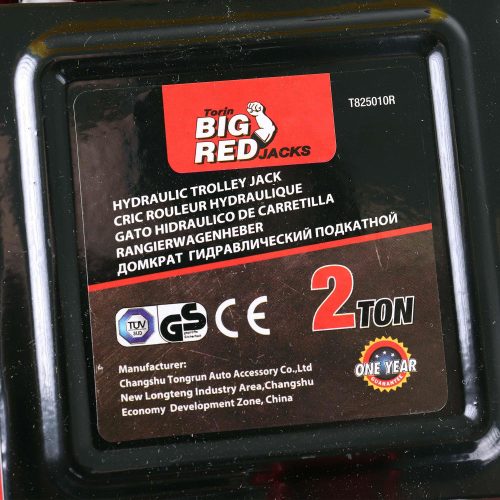 Torin
BIG
RED JACKS
T825010R
HYDRAULIC TROLLEY JACK
CRIC ROULEUR HYDRAULIQUE
GATO HIDRAULICO DE CARRETILLA
RANGIERWAGENHEBER
ДОМКРАТ ГИДРАВЛИЧЕСКИЙ ПОДКАТНОЙ
TÜV
GS
CE
2 TON
Manufacturer:
Changshu Tongrun Auto Accessory Co.,Ltd
New Longteng Industry Area,Changshu
Economy Development Zone, China
ONE YEAR
GUARANTEE